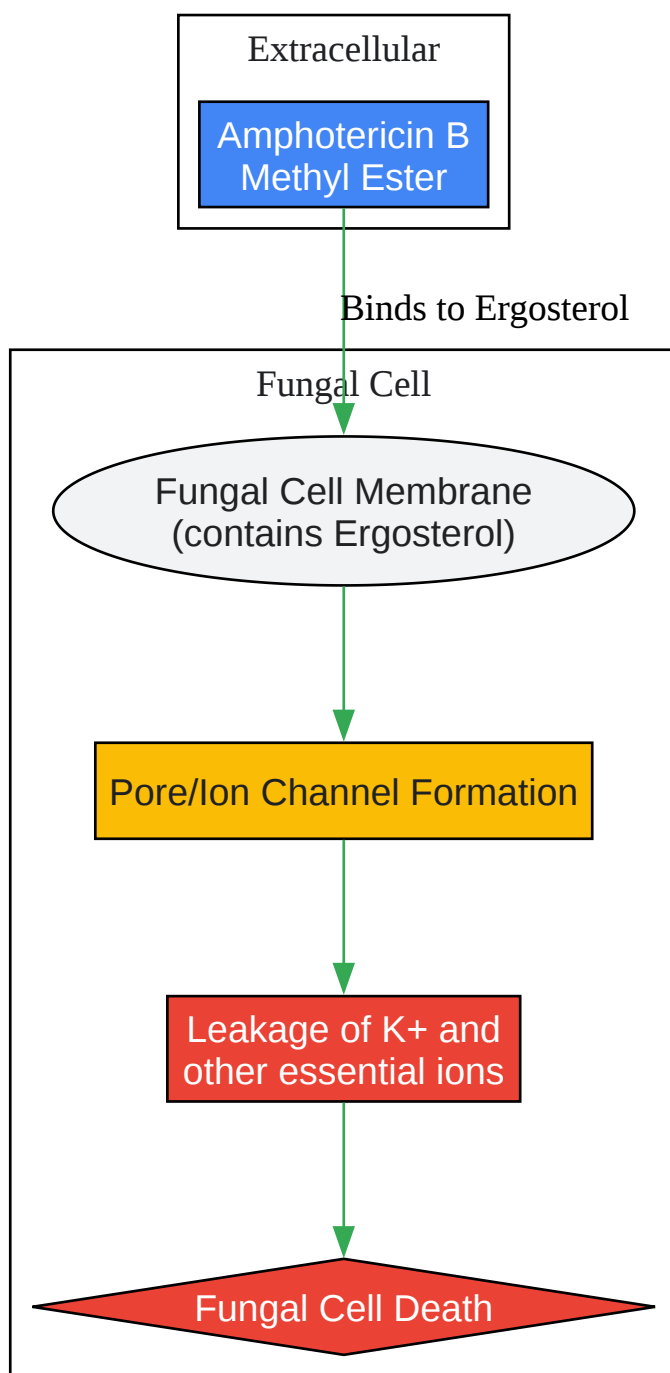 Extracellular
Amphotericin B
Methyl Ester
Binds to Ergosterol
Fungal Cell
Fungal Cell Membrane
(contains Ergosterol)
Pore/Ion Channel Formation
Leakage of K+ and
other essential ions
Fungal Cell Death